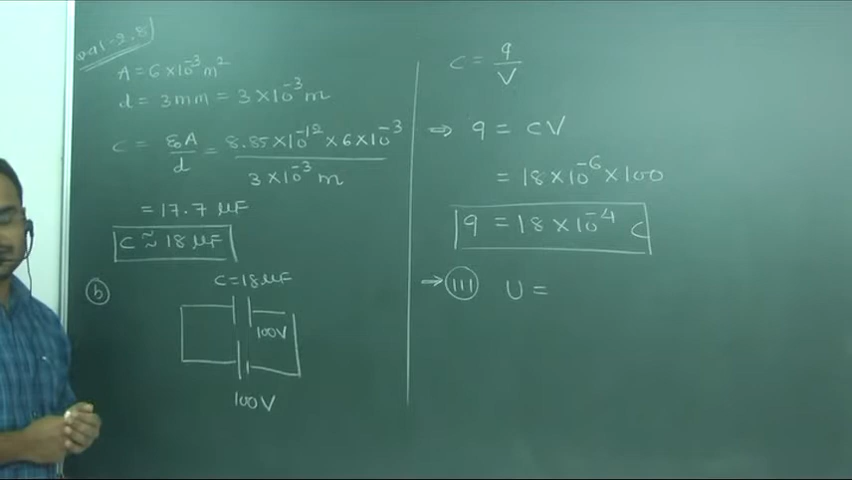 Q(-2.8)
A = 6×10⁻³ m²
d = 3mm = 3×10⁻³ m
C = ε₀A/d = 8.85×10⁻¹² × 6×10⁻³ / 3×10⁻³ m
= 17.7 μF
C ≈ 18 μF
(b)
C = 18 μF
100V
100V
C = q/V
⇒ q = CV
= 18×10⁻⁶×100
q = 18×10⁻⁴ C
→ (III) U =